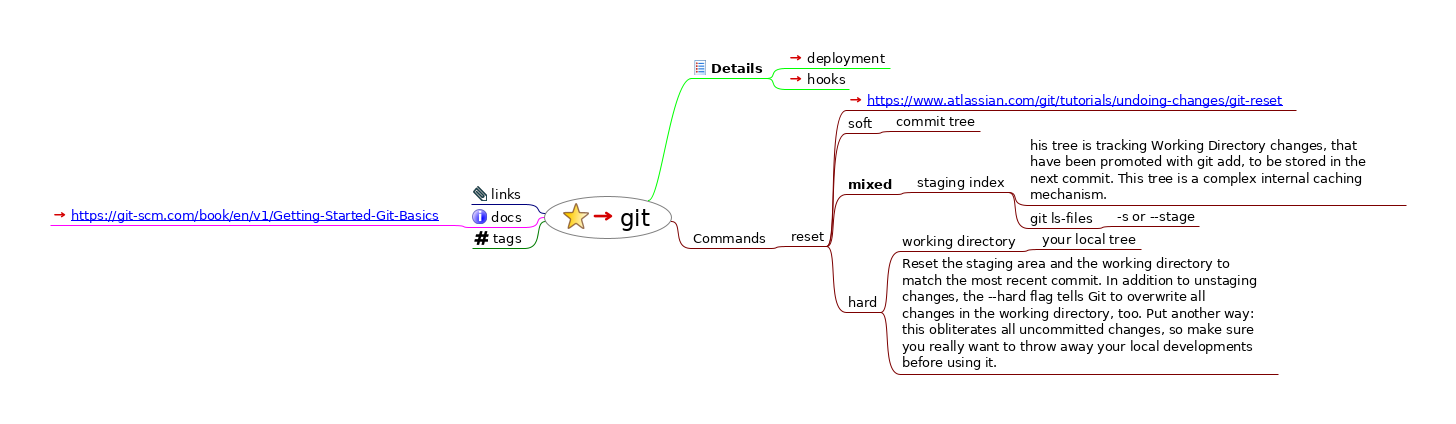 Details
deployment
hooks
https://www.atlassian.com/git/tutorials/undoing-changes/git-reset
soft
commit tree
his tree is tracking Working Directory changes, that
have been promoted with git add, to be stored in the
next commit. This tree is a complex internal caching
mechanism.
mixed
staging index
git ls-files
-s or --stage
links
https://git-scm.com/book/en/v1/Getting-Started-Git-Basics
docs
git
# tags
Commands
reset
working directory
your local tree
hard
Reset the staging area and the working directory to
match the most recent commit. In addition to unstaging
changes, the --hard flag tells Git to overwrite all
changes in the working directory, too. Put another way:
this obliterates all uncommitted changes, so make sure
you really want to throw away your local developments
before using it.